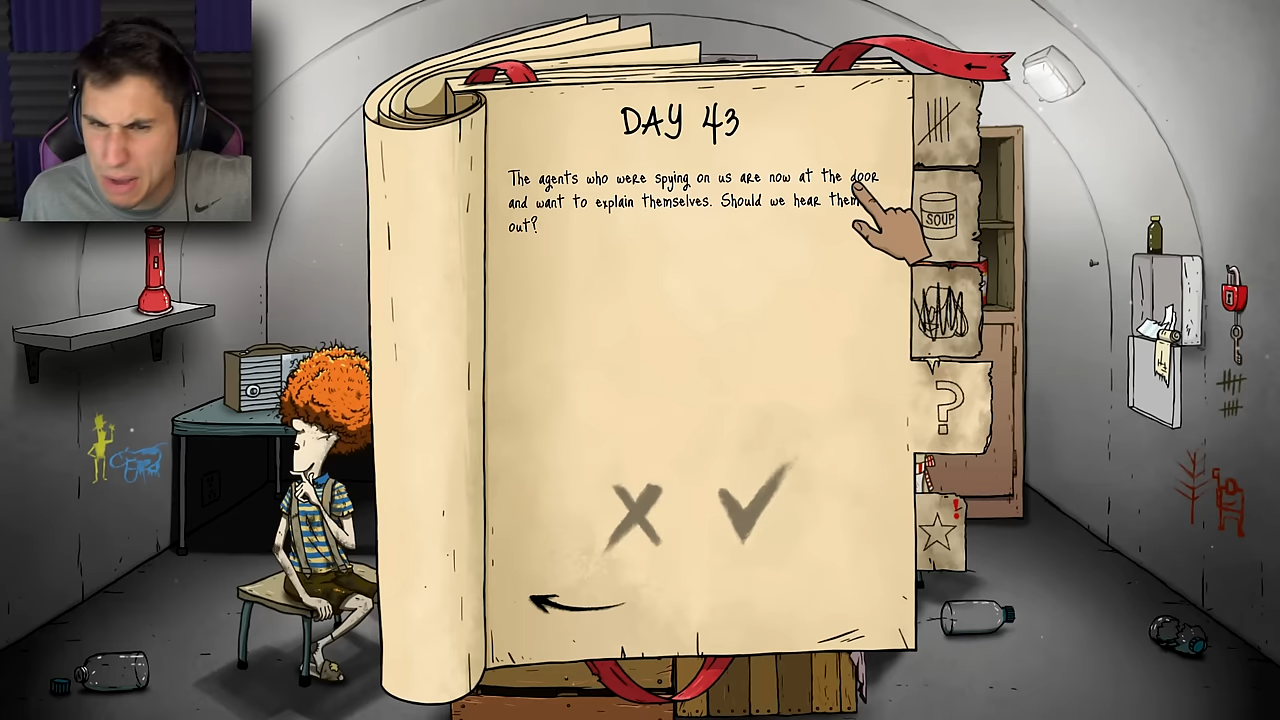 DAY 43
The agents who were spying on us are now at the door
and want to explain themselves. Should we hear them
out?
SOUP